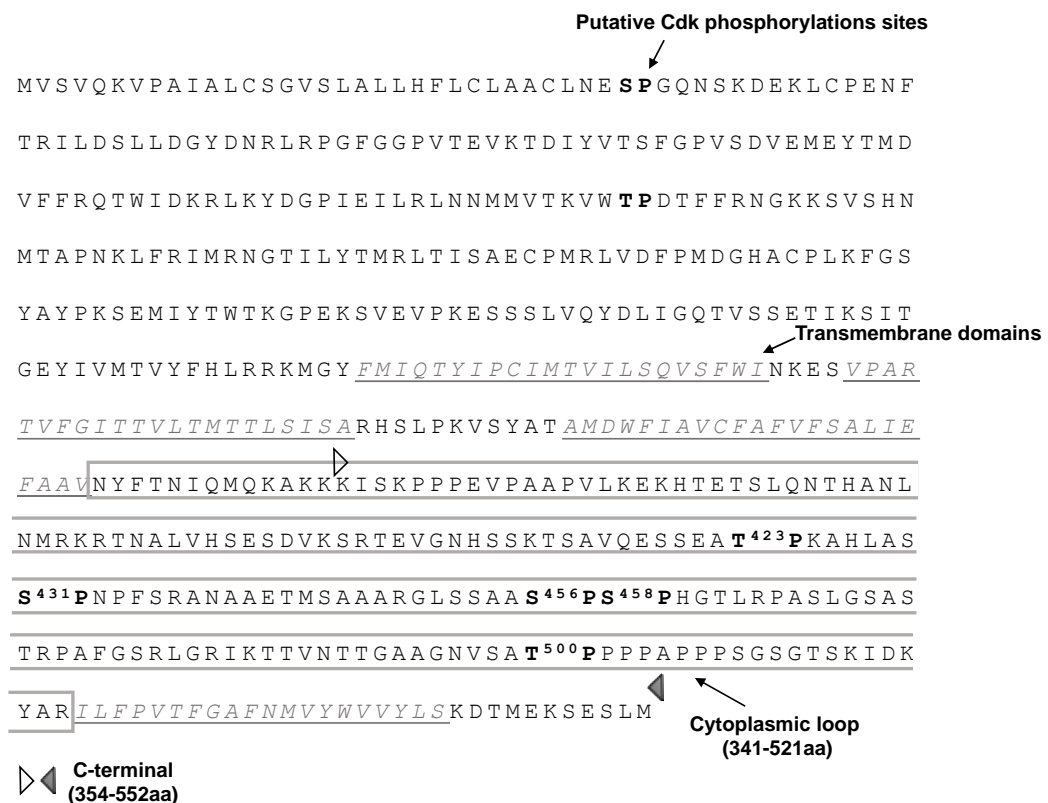 Putative Cdk phosphorylations sites
MVSVQKVPAIALCSGVSLALLHFLCLAACLNESPGQNSKDEKLCPENF
TRILDSLLDGYDNRLRPGFGGPVTEVKTDIYVTSFGPVSDVEMEYTMD
VFFRQTWIDKRLKYDGPIEILRLNNMMVTKVWTPDTFFRNGKKSVSHN
MTAPNKLFRIMRNGTILYTMRLTISAECPMRLVDFPMDGHACPLKFGS
YAYPKSEMIYTWTKGPEKSVEVPKESSSLVQYDLIGQTVSSETIKSIT
Transmembrane domains
GEYIVMTVYFHLRRKMGYFMIQTYIPCIMTVILSQVSFWINKESVPAR
TVFGITTVLTMTTLSISARHSLPKVSYATAMDWFIAVCFAFVFSALIE
FAAVNYFTNIQMQKAKKKISKPPPEVPAAPVLKEKHTETSLQNTHANL
NMRKRTNALVHSESDVKSRTEVGNHSSKTSAVQESSEAT⁴²³PKAHLAS
S⁴³¹PNPFSRANAAETMSAAARGLSSAAS⁴⁵⁶PS⁴⁵⁸PHGTLRPASLGSAS
TRPAFGSRLGRIKTTVNTTGAAGNVSAT⁵⁰⁰PPPPAPPPSGSGTSKIDK
YARILFPVTFGAFNMVYWVVYLSKDTMEKSESLM
Cytoplasmic loop
(341-521aa)
C-terminal
(354-552aa)